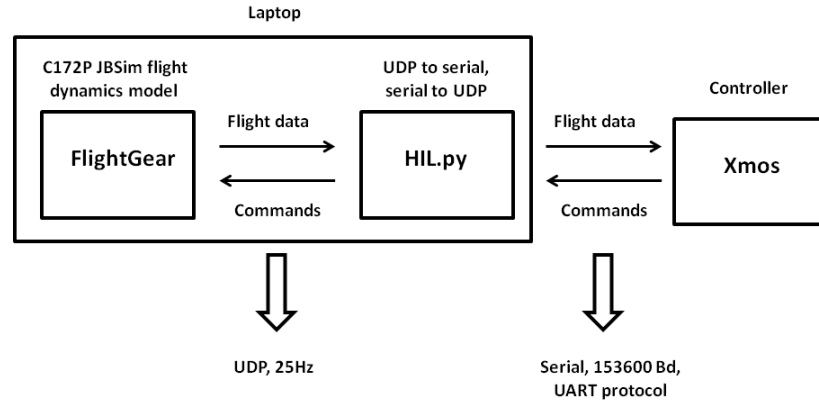 Laptop
C172P JBSim flight
dynamics model
UDP to serial,
serial to UDP
Controller
FlightGear
Flight data
Commands
HIL.py
Flight data
Commands
Xmos
UDP, 25Hz
Serial, 153600 Bd,
UART protocol